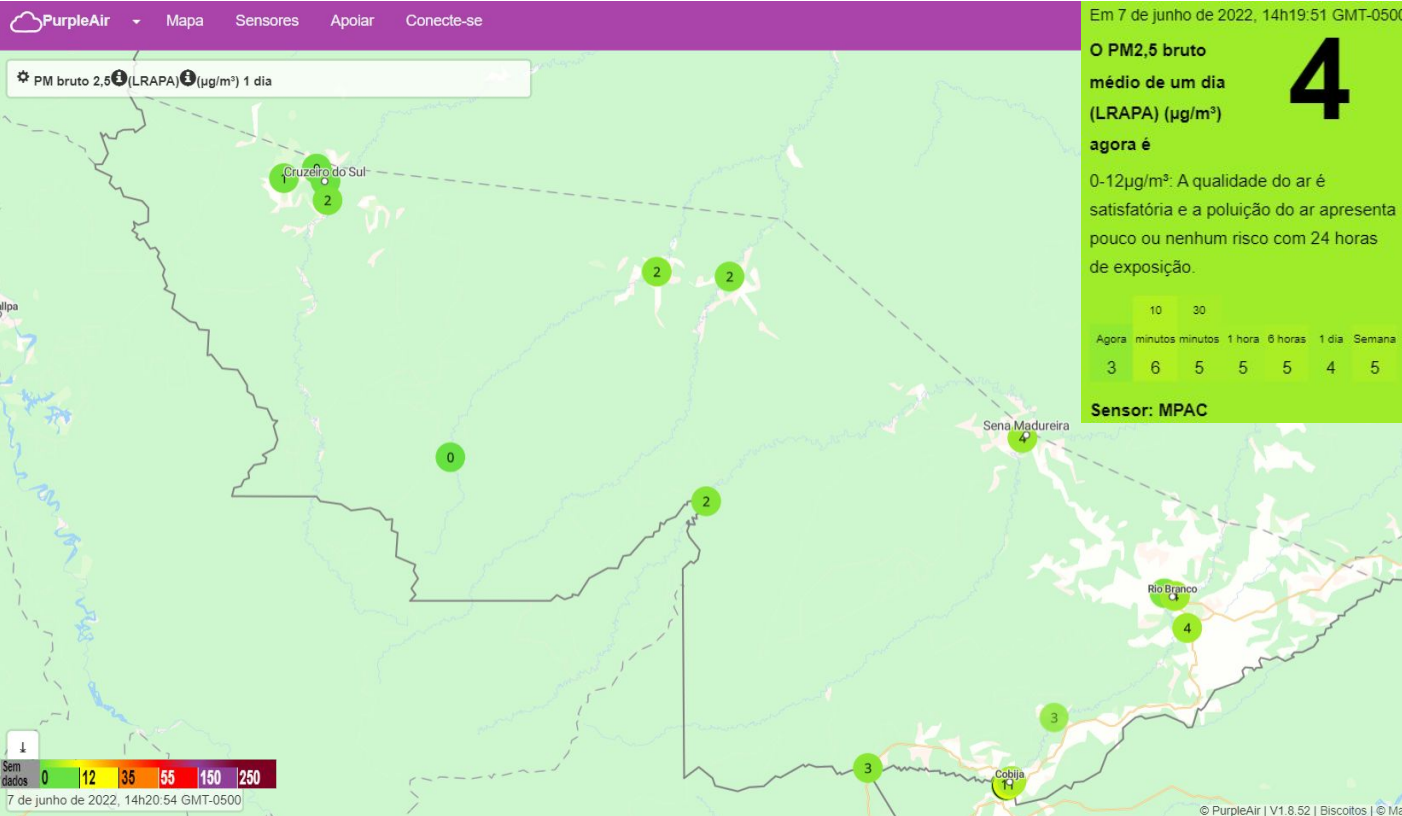 PurpleAir Mapa Sensores Apoiar Conecte-se
PM bruto 2,5 (LRAPA) (µg/m³) 1 dia
Em 7 de junho de 2022, 14h19:51 GMT-0500
O PM2,5 bruto
médio de um dia
(LRAPA) (µg/m³)
agora é
4
0-12µg/m³: A qualidade do ar é
satisfatória e a poluição do ar apresenta
pouco ou nenhum risco com 24 horas
de exposição.
10 30
Agora minutos minutos 1 hora 6 horas 1 dia Semana
3 6 5 5 5 4 5
Sensor: MPAC
Cruzeiro do Sul
1
2
2
2
Sena Madureira
4
0
2
Rio Branco
4
4
3
3
Cobija
Sem
dados
0 12 35 55 150 250
7 de junho de 2022, 14h20:54 GMT-0500
© PurpleAir | V1.8.52 | Biscoitos | ©